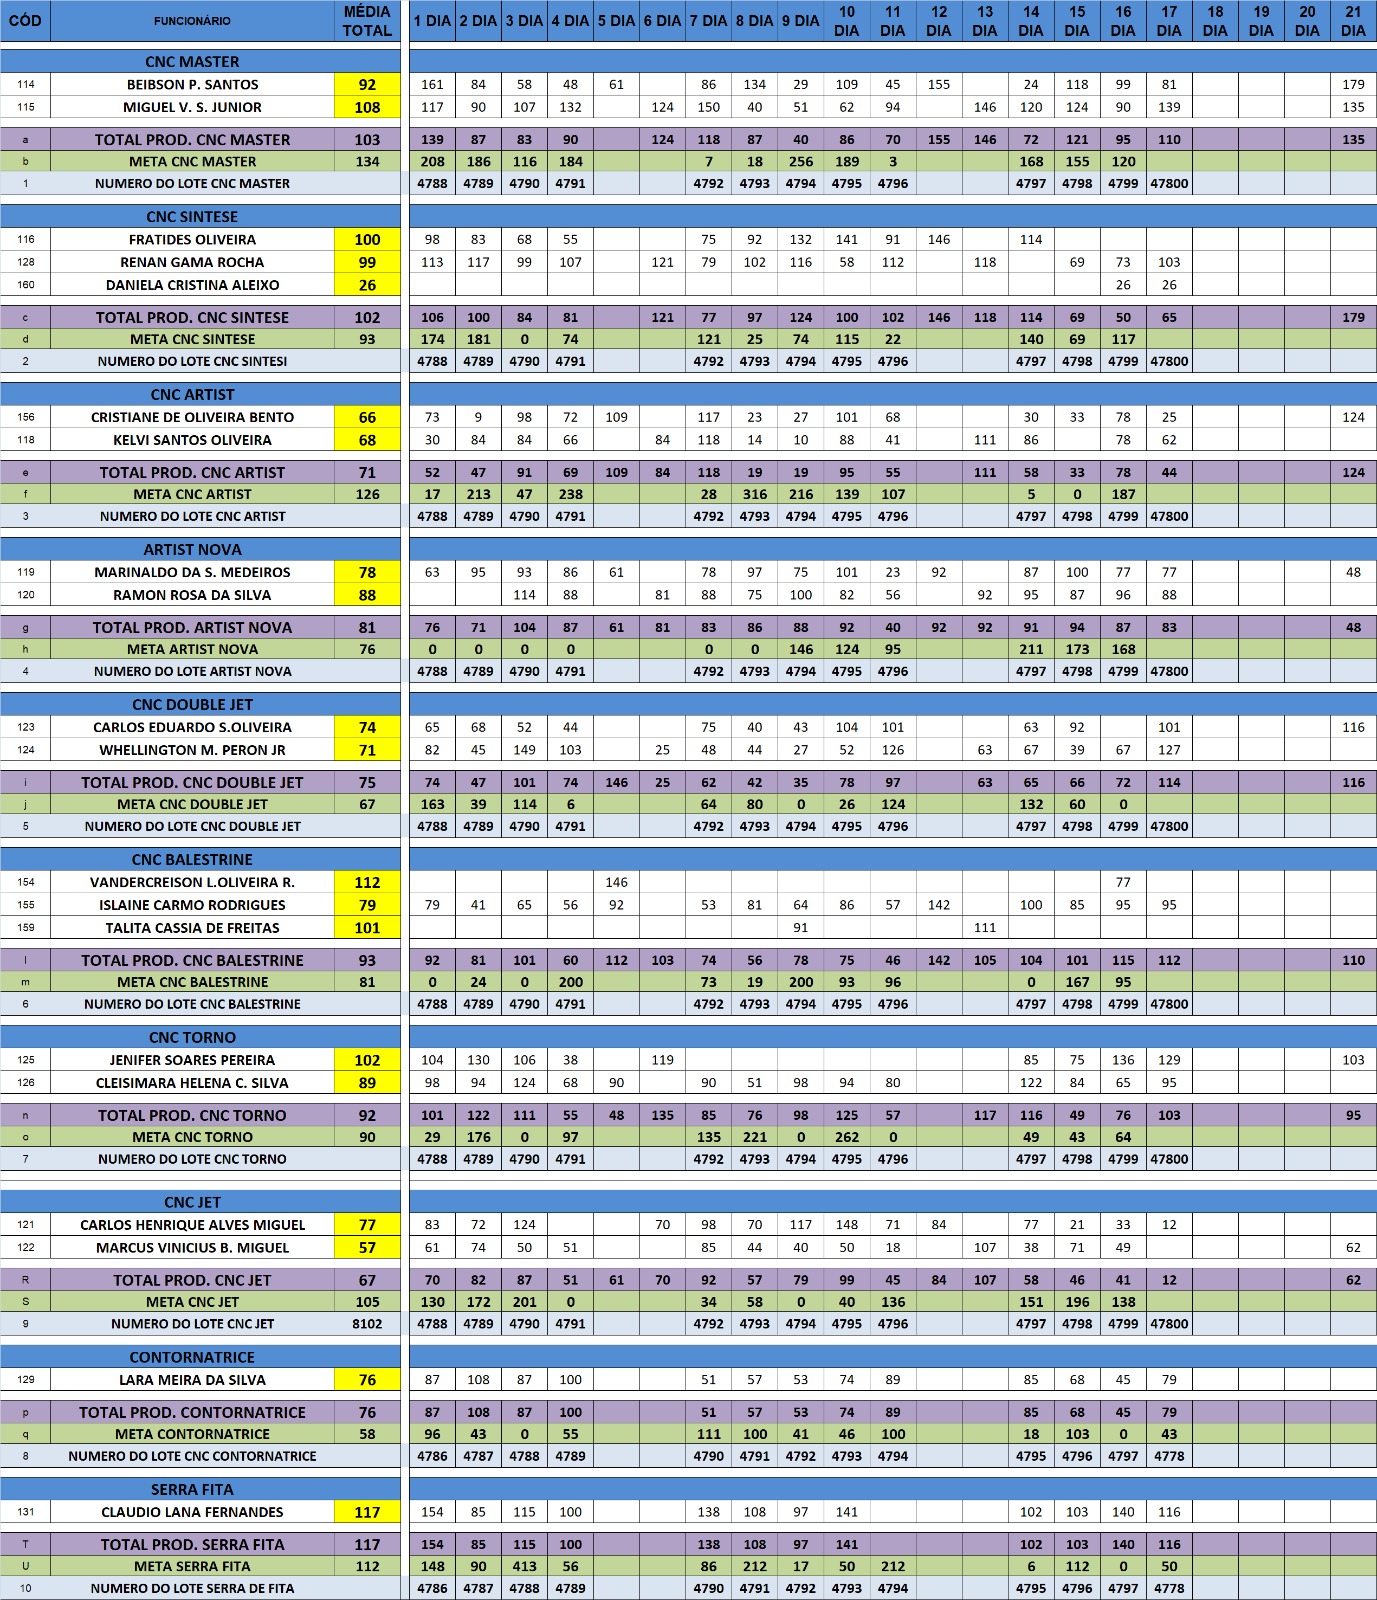 CÓD FUNCIONÁRIO MÉDIA TOTAL 1 DIA 2 DIA 3 DIA 4 DIA 5 DIA 6 DIA 7 DIA 8 DIA 9 DIA 10 DIA 11 DIA 12 DIA 13 DIA 14 DIA 15 DIA 16 DIA 17 DIA 18 DIA 19 DIA 20 DIA 21 DIA
CNC MASTER
114 BEIBSON P. SANTOS 92 161 84 58 48 61 86 134 29 109 45 155 24 118 99 81 179
115 MIGUEL V. S. JUNIOR 108 117 90 107 132 124 150 40 51 62 94 146 120 124 90 139 135
a TOTAL PROD. CNC MASTER 103 139 87 83 90 124 118 87 40 86 70 155 146 72 121 95 110 135
b META CNC MASTER 134 208 186 116 184 7 18 256 189 3 168 155 120
1 NUMERO DO LOTE CNC MASTER 4788 4789 4790 4791 4792 4793 4794 4795 4796 4797 4798 4799 47800
CNC SINTESE
116 FRATIDES OLIVEIRA 100 98 83 68 55 75 92 132 141 91 146 114
128 RENAN GAMA ROCHA 99 113 117 99 107 121 79 102 116 58 112 118 69 73 103
160 DANIELA CRISTINA ALEIXO 26 26 26
c TOTAL PROD. CNC SINTESE 102 106 100 84 81 121 77 97 124 100 102 146 118 114 69 50 65 179
d META CNC SINTESE 93 174 181 0 74 121 25 74 115 22 140 69 117
2 NUMERO DO LOTE CNC SINTESI 4788 4789 4790 4791 4792 4793 4794 4795 4796 4797 4798 4799 47800
CNC ARTIST
156 CRISTIANE DE OLIVEIRA BENTO 66 73 9 98 72 109 117 23 27 101 68 30 33 78 25 124
118 KELVI SANTOS OLIVEIRA 68 30 84 84 66 84 118 14 10 88 41 111 86 78 62
e TOTAL PROD. CNC ARTIST 71 52 47 91 69 109 84 118 19 19 95 55 111 58 33 78 44 124
f META CNC ARTIST 126 17 213 47 238 28 316 216 139 107 5 0 187
3 NUMERO DO LOTE CNC ARTIST 4788 4789 4790 4791 4792 4793 4794 4795 4796 4797 4798 4799 47800
ARTIST NOVA
119 MARINALDO DA S. MEDEIROS 78 63 95 93 86 61 78 97 75 101 23 92 87 100 77 77 48
120 RAMON ROSA DA SILVA 88 114 88 81 88 75 100 82 56 92 95 87 96 88
g TOTAL PROD. ARTIST NOVA 81 76 71 104 87 61 81 83 86 88 92 40 92 92 91 94 87 83 48
h META ARTIST NOVA 76 0 0 0 0 0 0 146 124 95 211 173 168
4 NUMERO DO LOTE ARTIST NOVA 4788 4789 4790 4791 4792 4793 4794 4795 4796 4797 4798 4799 47800
CNC DOUBLE JET
123 CARLOS EDUARDO S.OLIVEIRA 74 65 68 52 44 75 40 43 104 101 63 92 101 116
124 WHELLINGTON M. PERON JR 71 82 45 149 103 25 48 44 27 52 126 63 67 39 67 127
i TOTAL PROD. CNC DOUBLE JET 75 74 47 101 74 146 25 62 42 35 78 97 63 65 66 72 114 116
j META CNC DOUBLE JET 67 163 39 114 6 64 80 0 26 124 132 60 0
5 NUMERO DO LOTE CNC DOUBLE JET 4788 4789 4790 4791 4792 4793 4794 4795 4796 4797 4798 4799 47800
CNC BALESTRINE
154 VANDERCREISON L.OLIVEIRA R. 112 146 77
155 ISLAINE CARMO RODRIGUES 79 79 41 65 56 92 53 81 64 86 57 142 100 85 95 95
159 TALITA CASSIA DE FREITAS 101 91 111
l TOTAL PROD. CNC BALESTRINE 93 92 81 101 60 112 103 74 56 78 75 46 142 105 104 101 115 112 110
m META CNC BALESTRINE 81 0 24 0 200 73 19 200 93 96 0 167 95
6 NUMERO DO LOTE CNC BALESTRINE 4788 4789 4790 4791 4792 4793 4794 4795 4796 4797 4798 4799 47800
CNC TORNO
125 JENIFER SOARES PEREIRA 102 104 130 106 38 119 85 75 136 129 103
126 CLEISIMARA HELENA C. SILVA 89 98 94 124 68 90 90 51 98 94 80 122 84 65 95
n TOTAL PROD. CNC TORNO 92 101 122 111 55 48 135 85 76 98 125 57 117 116 49 76 103 95
o META CNC TORNO 90 29 176 0 97 135 221 0 262 0 49 43 64
7 NUMERO DO LOTE CNC TORNO 4788 4789 4790 4791 4792 4793 4794 4795 4796 4797 4798 4799 47800
CNC JET
121 CARLOS HENRIQUE ALVES MIGUEL 77 83 72 124 70 98 70 117 148 71 84 77 21 33 12
122 MARCUS VINICIUS B. MIGUEL 57 61 74 50 51 85 44 40 50 18 107 38 71 49 62
R TOTAL PROD. CNC JET 67 70 82 87 51 61 70 92 57 79 99 45 84 107 58 46 41 12 62
S META CNC JET 105 130 172 201 0 34 58 0 40 136 151 196 138
9 NUMERO DO LOTE CNC JET 8102 4788 4789 4790 4791 4792 4793 4794 4795 4796 4797 4798 4799 47800
CONTORNATRICE
129 LARA MEIRA DA SILVA 76 87 108 87 100 51 57 53 74 89 85 68 45 79
p TOTAL PROD. CONTORNATRICE 76 87 108 87 100 51 57 53 74 89 85 68 45 79
q META CONTORNATRICE 58 96 43 0 55 111 100 41 46 100 18 103 0 43
8 NUMERO DO LOTE CNC CONTORNATRICE 4786 4787 4788 4789 4790 4791 4792 4793 4794 4795 4796 4797 4778
SERRA FITA
131 CLAUDIO LANA FERNANDES 117 154 85 115 100 138 108 97 141 102 103 140 116
T TOTAL PROD. SERRA FITA 117 154 85 115 100 138 108 97 141 102 103 140 116
U META SERRA FITA 112 148 90 413 56 86 212 17 50 212 6 112 0 50
10 NUMERO DO LOTE SERRA DE FITA 4786 4787 4788 4789 4790 4791 4792 4793 4794 4795 4796 4797 4778